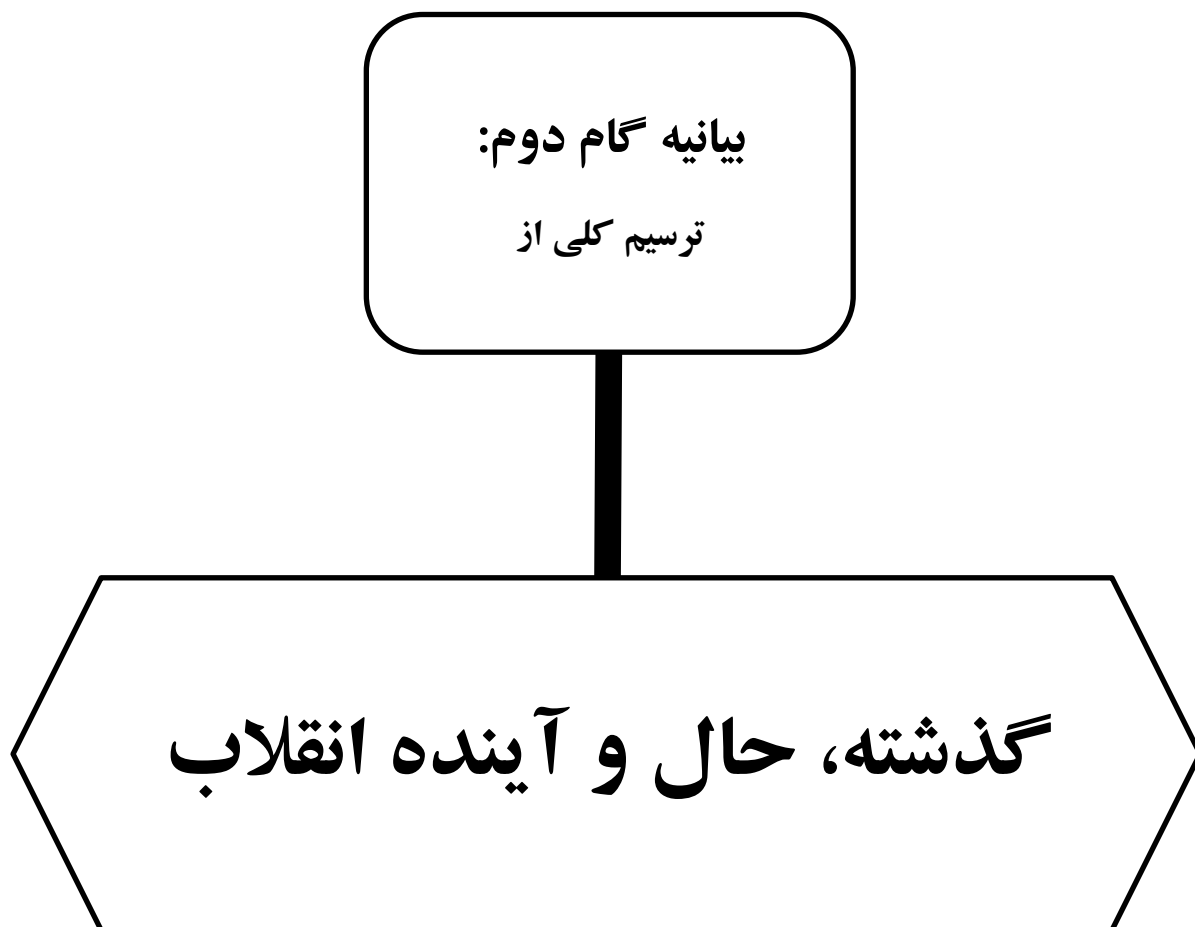 بیانیه گام دوم:
ترسیم کلی از
گذشته، حال و آینده انقلاب